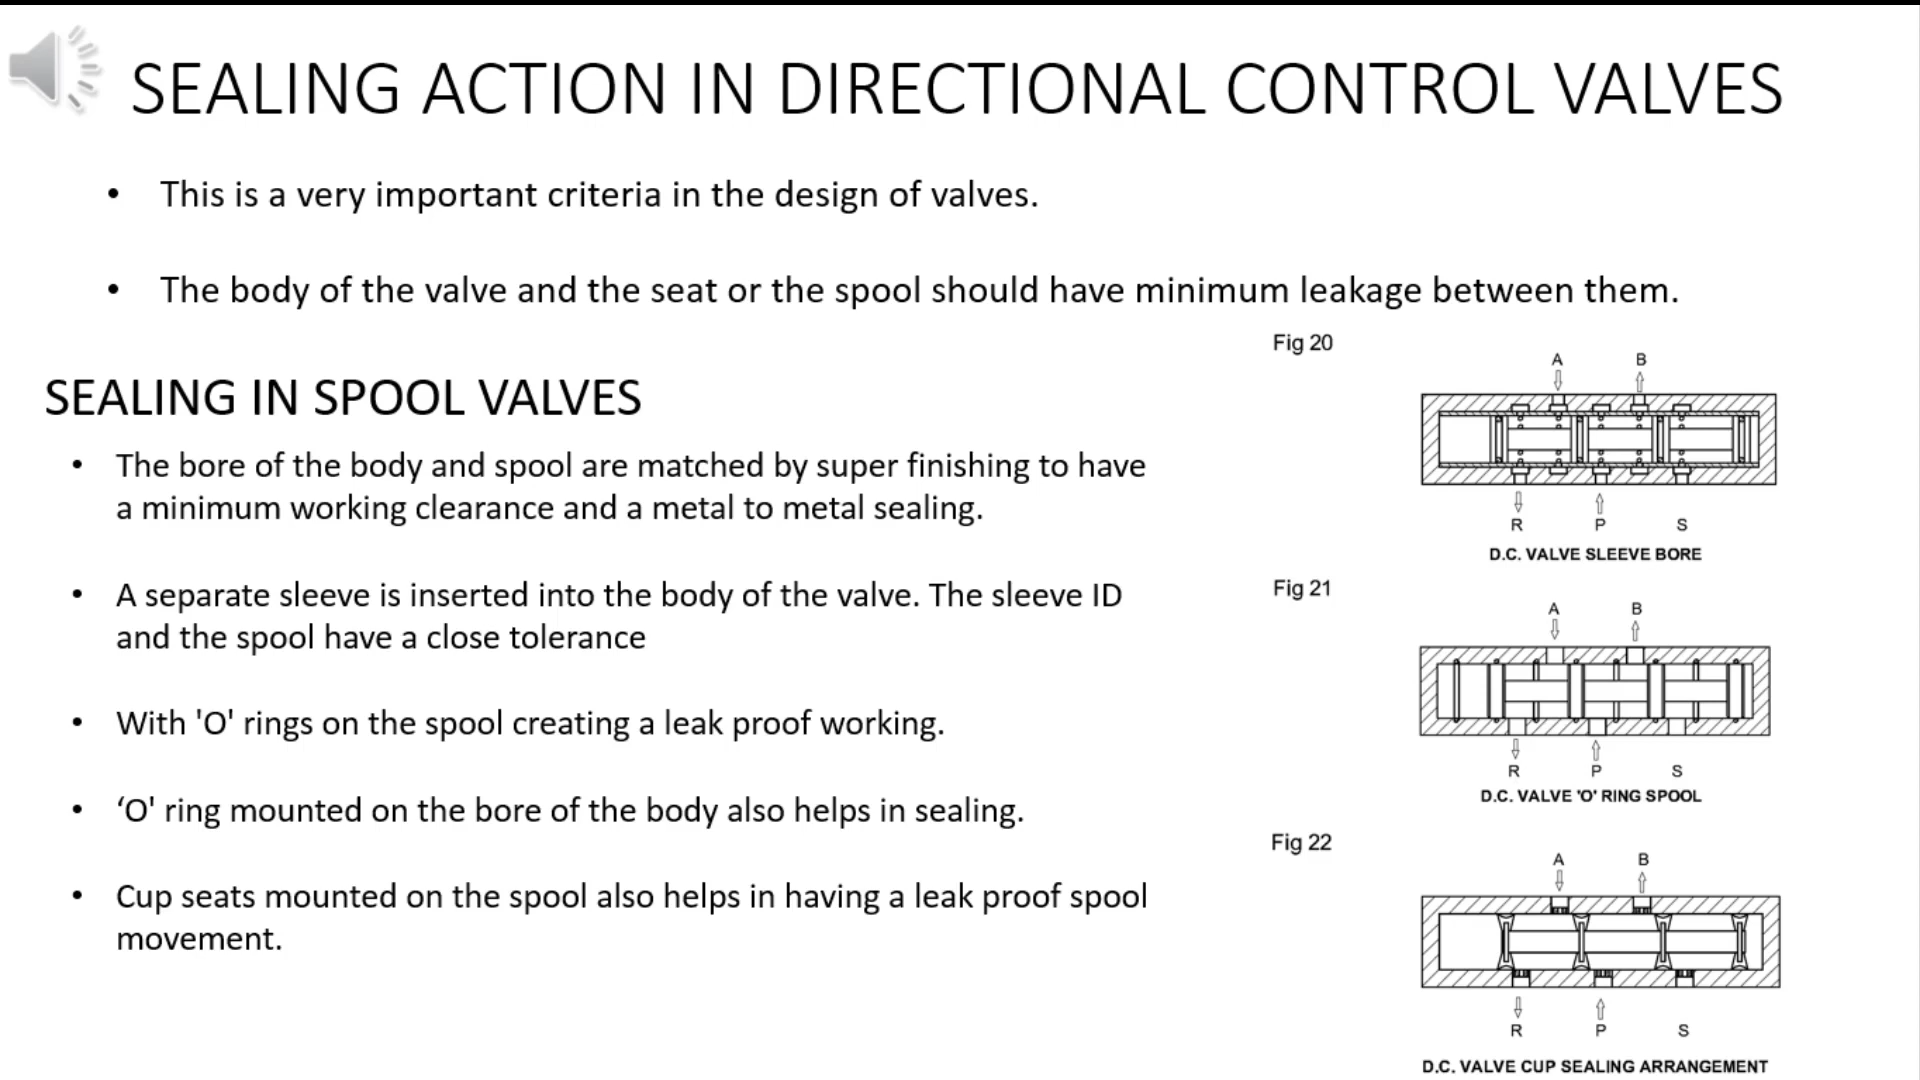 SEALING ACTION IN DIRECTIONAL CONTROL VALVES
• This is a very important criteria in the design of valves.
• The body of the valve and the seat or the spool should have minimum leakage between them.
SEALING IN SPOOL VALVES
• The bore of the body and spool are matched by super finishing to have
a minimum working clearance and a metal to metal sealing.
• A separate sleeve is inserted into the body of the valve. The sleeve ID
and the spool have a close tolerance
• With 'O' rings on the spool creating a leak proof working.
• ‘O' ring mounted on the bore of the body also helps in sealing.
• Cup seats mounted on the spool also helps in having a leak proof spool
movement.
Fig 20
A B
R P S
D.C. VALVE SLEEVE BORE
Fig 21
A B
R P S
D.C. VALVE 'O' RING SPOOL
Fig 22
A B
R P S
D.C. VALVE CUP SEALING ARRANGEMENT